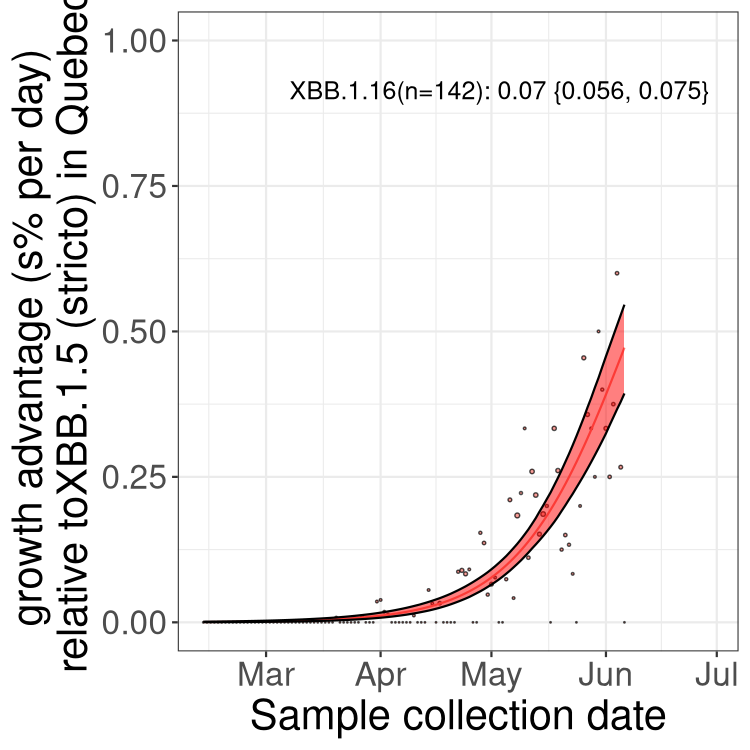 growth advantage (s% per day)
relative toXBB.1.5 (stricto) in Quebec
1.00
0.75
0.50
0.25
0.00
XBB.1.16(n=142): 0.07 {0.056, 0.075}
Mar Apr May Jun Jul
Sample collection date